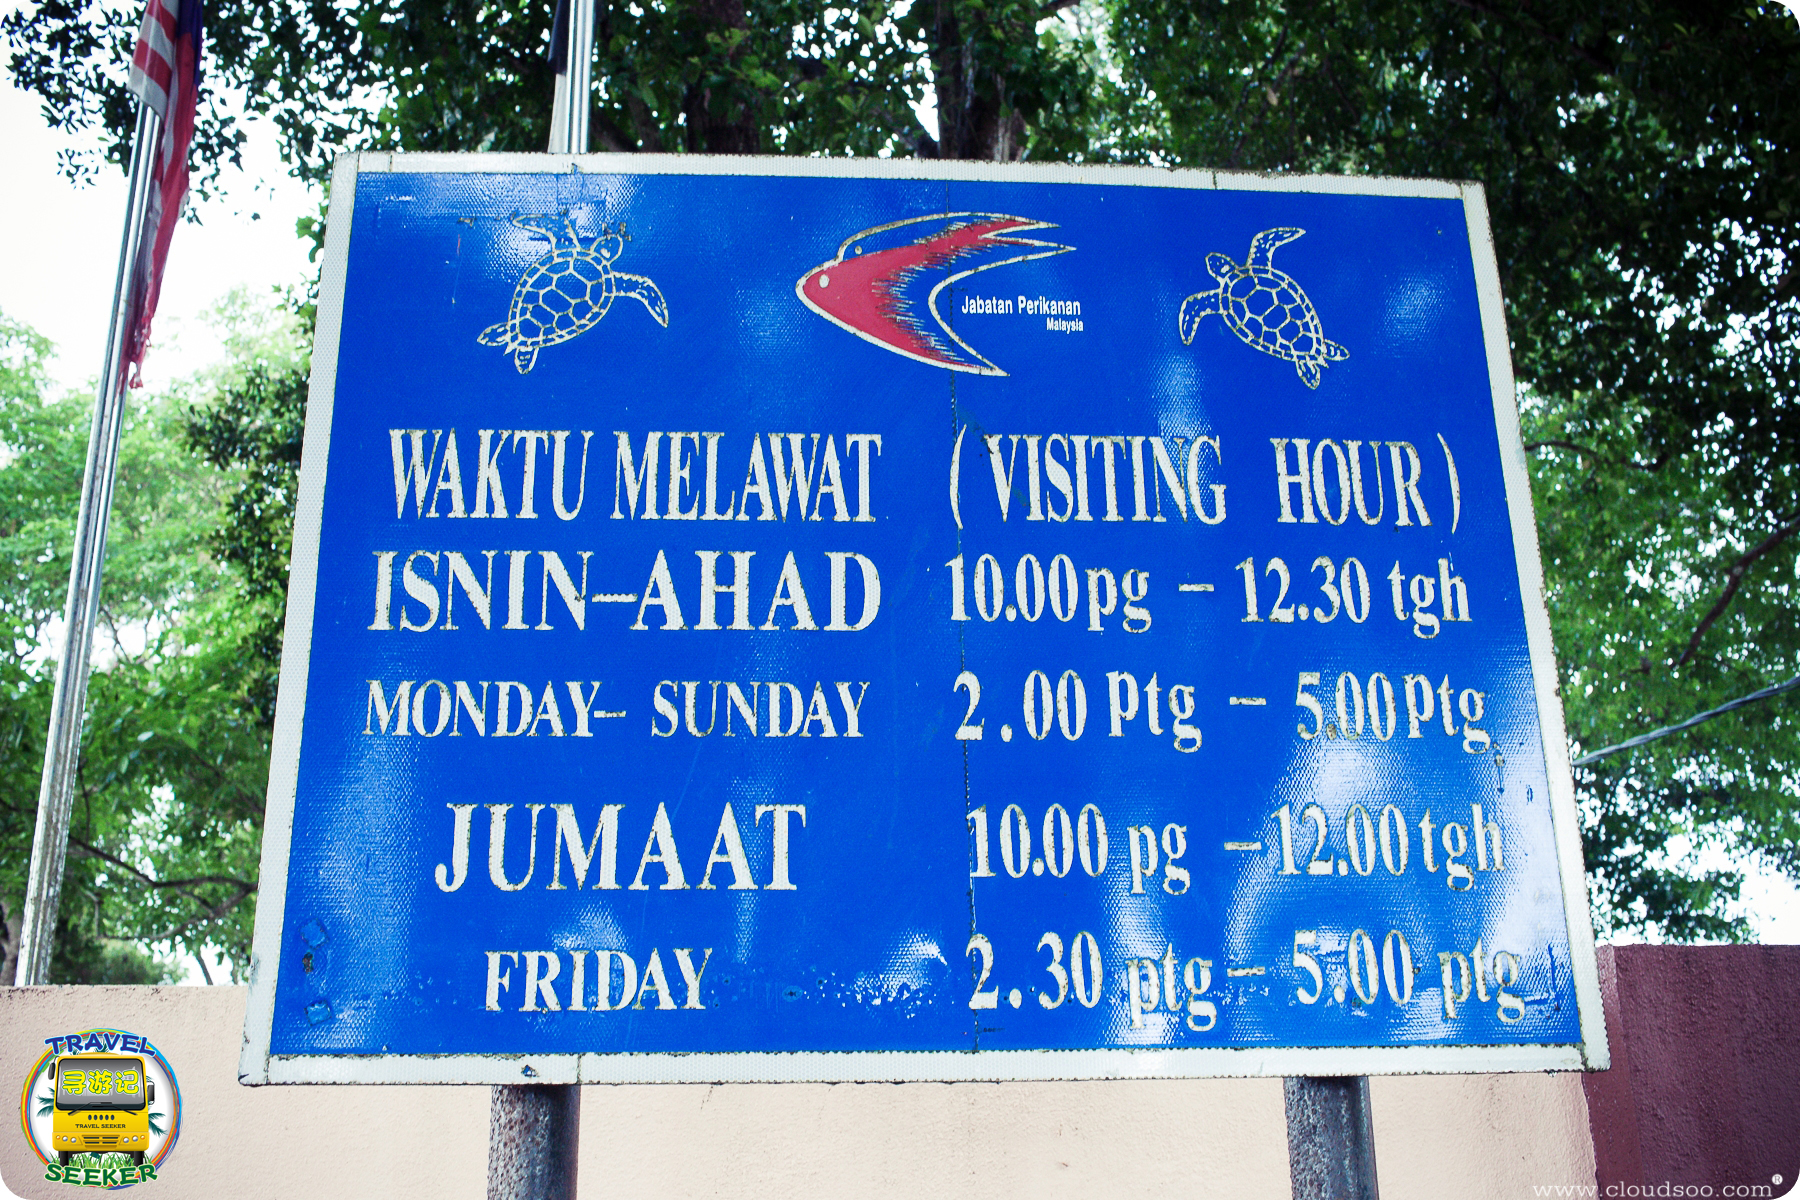 Jabatan Perikanan
Malaysia
WAKTU MELAWAT (VISITING HOUR)
ISNIN-AHAD 10.00pg - 12.30 tgh
MONDAY- SUNDAY 2.00 ptg - 5.00 ptg
JUMAAT 10.00 pg -12.00 tgh
FRIDAY 2.30 ptg - 5.00 ptg
TRAVEL
寻游记
TRAVEL SEEKER
SEEKER
www.cloudsoo.com®